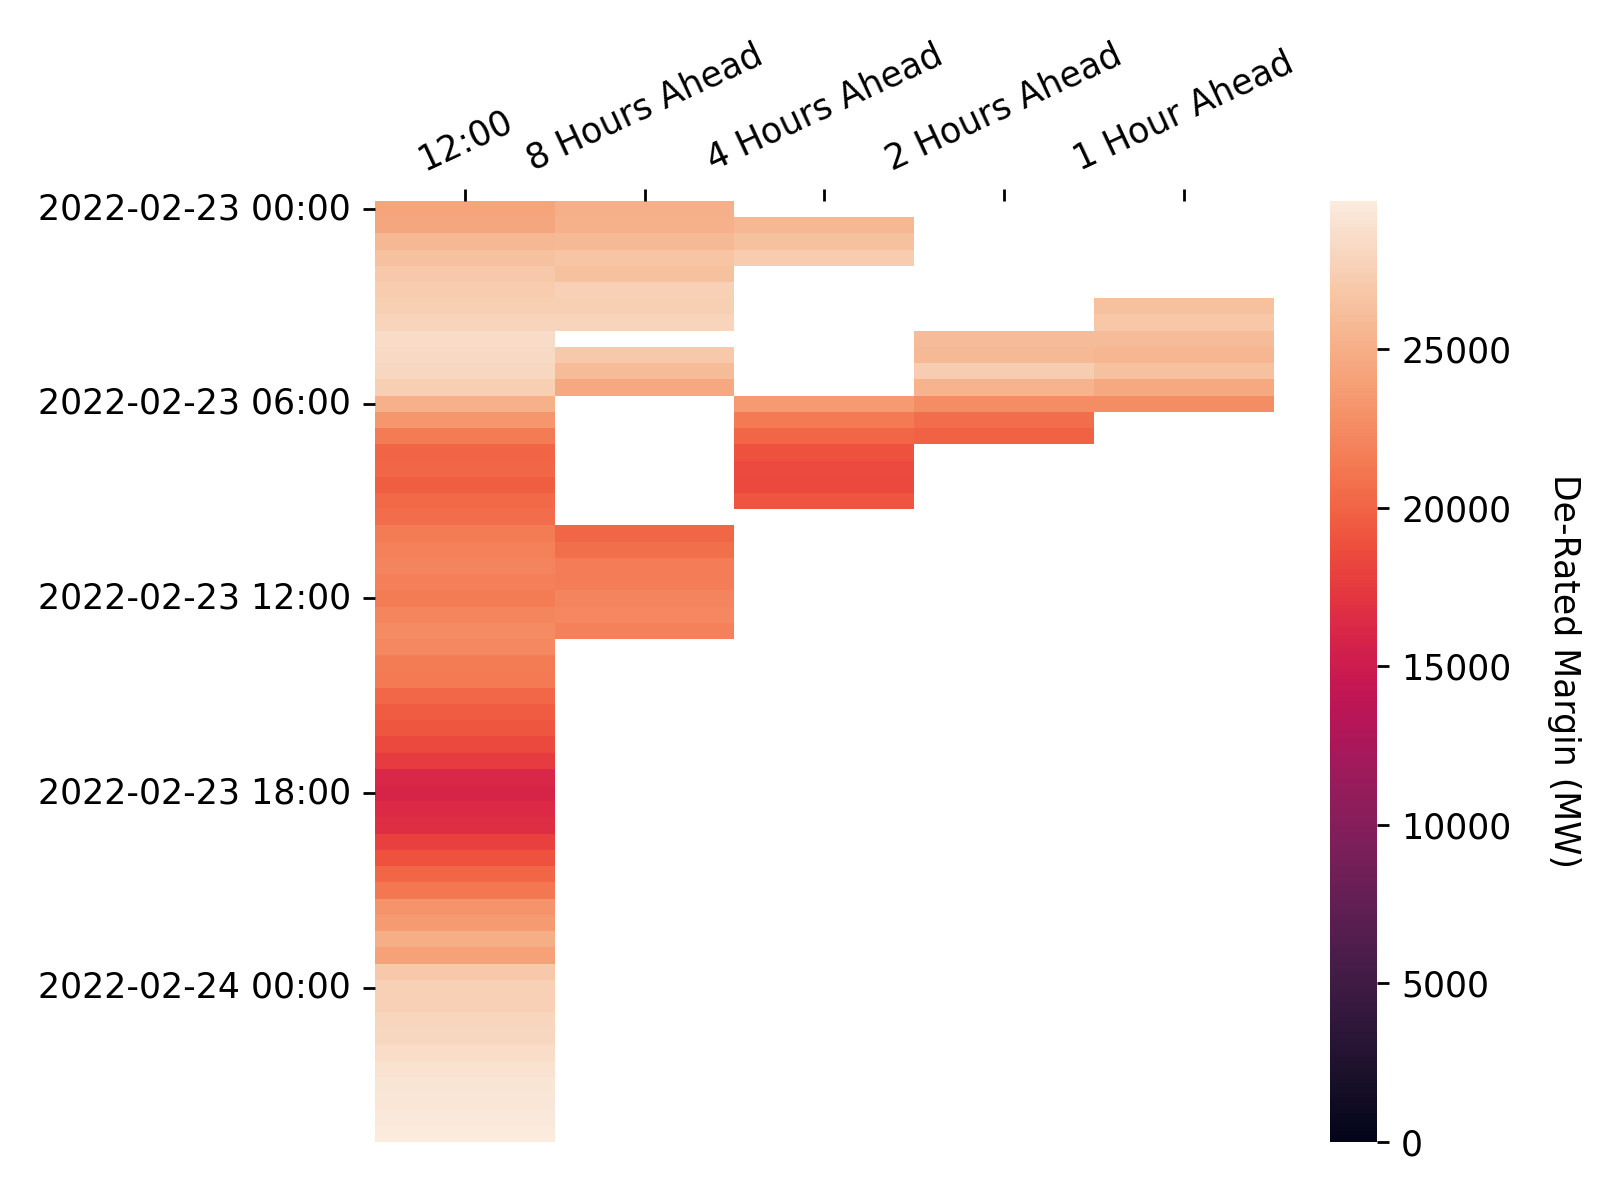 12:00
8 Hours Ahead
4 Hours Ahead
2 Hours Ahead
1 Hour Ahead
2022-02-23 00:00
2022-02-23 06:00
2022-02-23 12:00
2022-02-23 18:00
2022-02-24 00:00
25000
20000
15000
10000
5000
0
De-Rated Margin (MW)